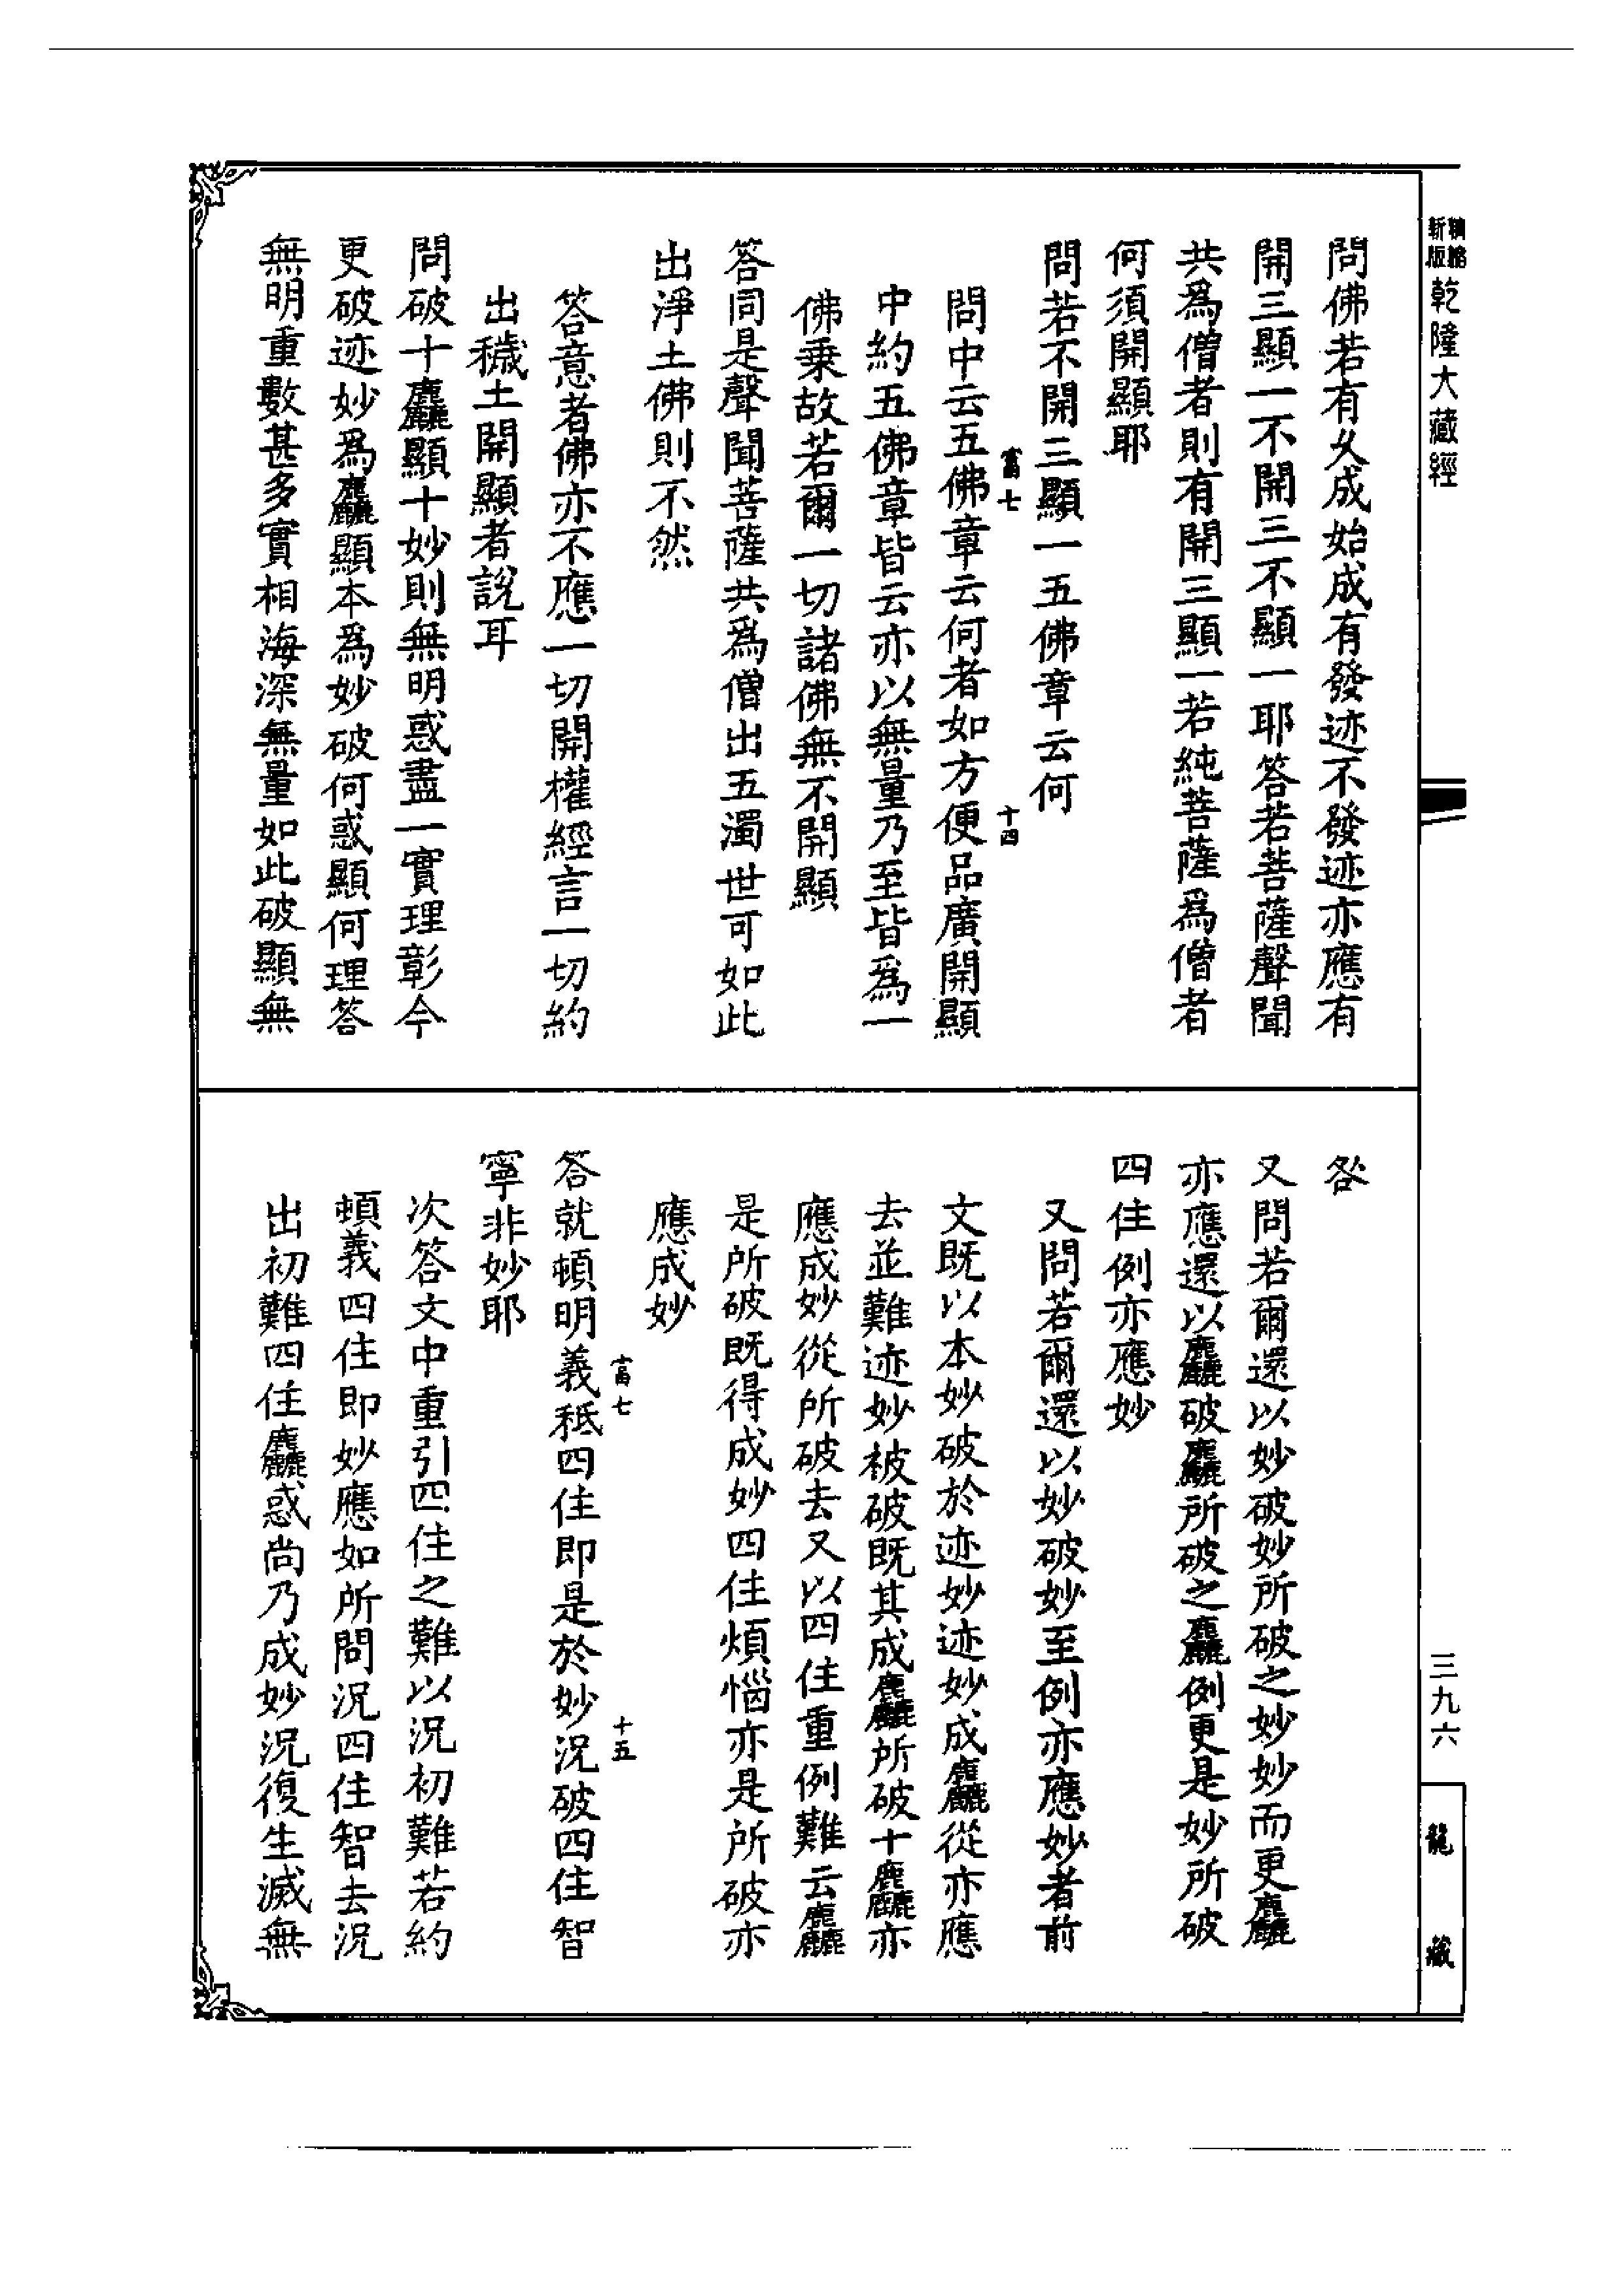 新版精縮乾隆大藏經
三九六
龍藏
問佛若有久成始成有發迹不發迹亦應有
開三顯一不開三不顯一耶答若菩薩聲聞
共爲僧者則有開三顯一若純菩薩爲僧者
何須開顯耶
問若不開三顯一五佛章云何
富七
十四
問中云五佛章云何者如方便品廣開顯
中約五佛章皆云亦以無量乃至皆爲一
佛乗故若爾一切諸佛無不開顯
答同是聲聞菩薩共爲僧出五濁世可如此
出淨土佛則不然
答意者佛亦不應一切開權經言一切約
出穢土開顯者說耳
問破十麤顯十妙則無明惑盡一實理彰今
更破迹妙爲麤顯本爲妙破何惑顯何理答
無明重數甚多實相海深無量如此破顯無
咎
又問若爾還以妙破妙所破之妙妙而更麤
亦應還以麤破麤所破之麤例更是妙所破
四住例亦應妙
又問若爾還以妙破妙至例亦應妙者前
文既以本妙破於迹妙迹妙成麤從亦應
去並難迹妙被破既其成麤所破十麤亦
應成妙從所破去又以四住重例難云麤
是所破既得成妙四住煩惱亦是所破亦
應成妙
富七
十五
答就頓明義秖四住即是於妙況破四住智
寧非妙耶
次答文中重引四住之難以況初難若約
頓義四住即妙應如所問況四住智去況
出初難四住麤惑尚乃成妙況復生滅無